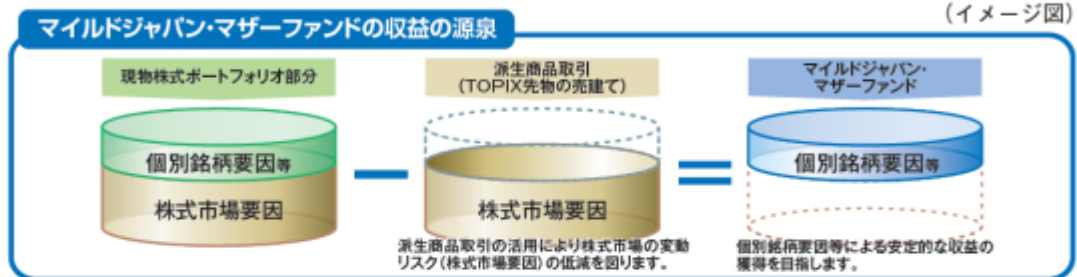 (イメージ図)
マイルドジャパン・マザーファンドの収益の源泉
現物株式ポートフォリオ部分
個別銘柄要因等
株式市場要因
派生商品取引
(TOPIX先物の売建て)
株式市場要因
派生商品取引の活用により株式市場の変動
リスク(株式市場要因)の低減を図ります。
マイルドジャパン・
マザーファンド
個別銘柄要因等
個別銘柄要因等による安定的な収益の
獲得を目指します。